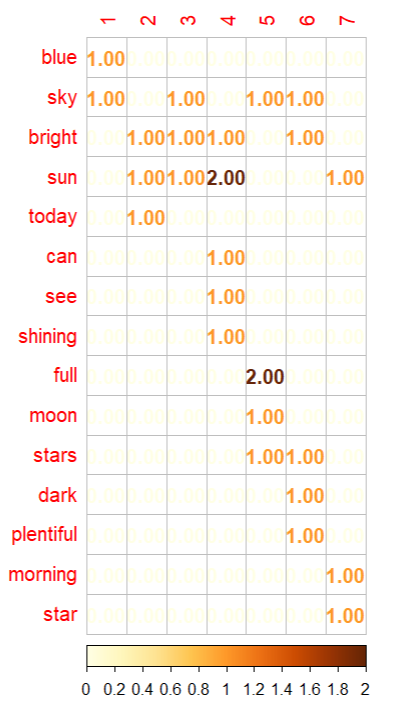 1 2 3 4 5 6 7
blue 1.00
sky 1.00 1.00 1.00 1.00
bright 1.00 1.00 1.00 1.00
sun 1.00 1.00 2.00 1.00
today 1.00
can 1.00
see 1.00
shining 1.00
full 2.00
moon 1.00
stars 1.00 1.00
dark 1.00
plentiful 1.00
morning 1.00
star 1.00
0 0.2 0.4 0.6 0.8 1 1.2 1.4 1.6 1.8 2